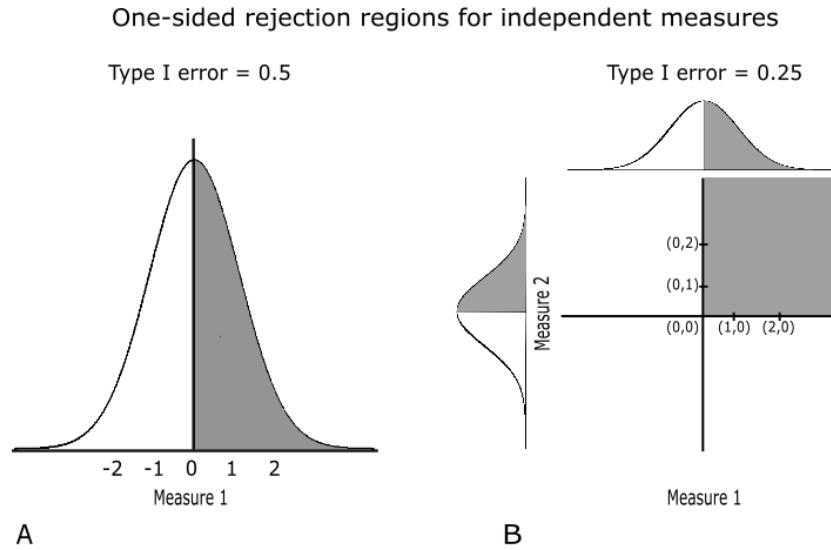 One-sided rejection regions for independent measures
Type I error = 0.5
-2 -1 0 1 2
Measure 1
A
Type I error = 0.25
Measure 2
(0,2)
(0,1)
(0,0) (1,0) (2,0)
Measure 1
B